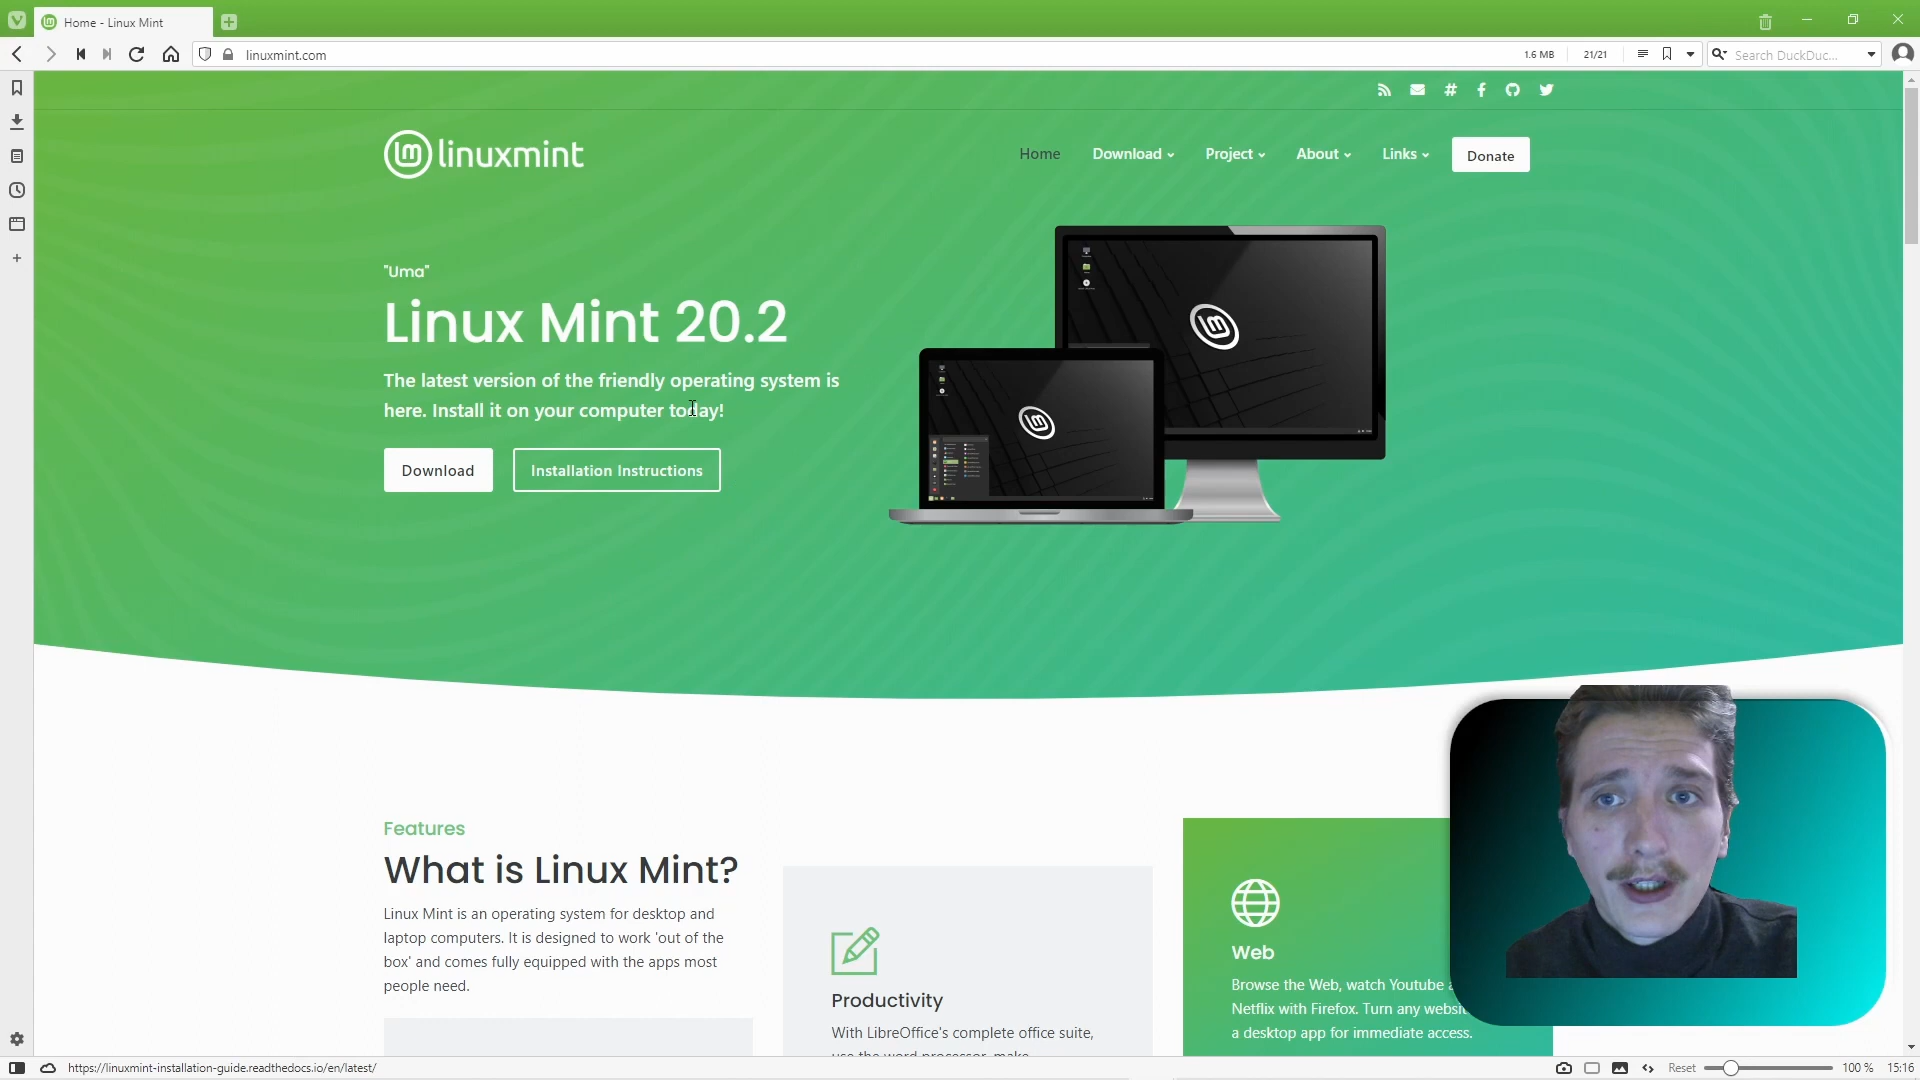 Home - Linux Mint
linuxmint.com
1.6 MB
21/21
Search DuckDuc...
linuxmint
Home
Download
Project
About
Links
Donate
"Uma"
Linux Mint 20.2
The latest version of the friendly operating system is
here. Install it on your computer today!
Download
Installation Instructions
Features
What is Linux Mint?
Linux Mint is an operating system for desktop and
laptop computers. It is designed to work 'out of the
box' and comes fully equipped with the apps most
people need.
Productivity
With LibreOffice's complete office suite,
use the word processor, make
Web
Browse the Web, watch Youtube
Netflix with Firefox. Turn any
a desktop app for immediate access.
https://linuxmint-installation-guide.readthedocs.io/en/latest/
Reset
100 %
15:16